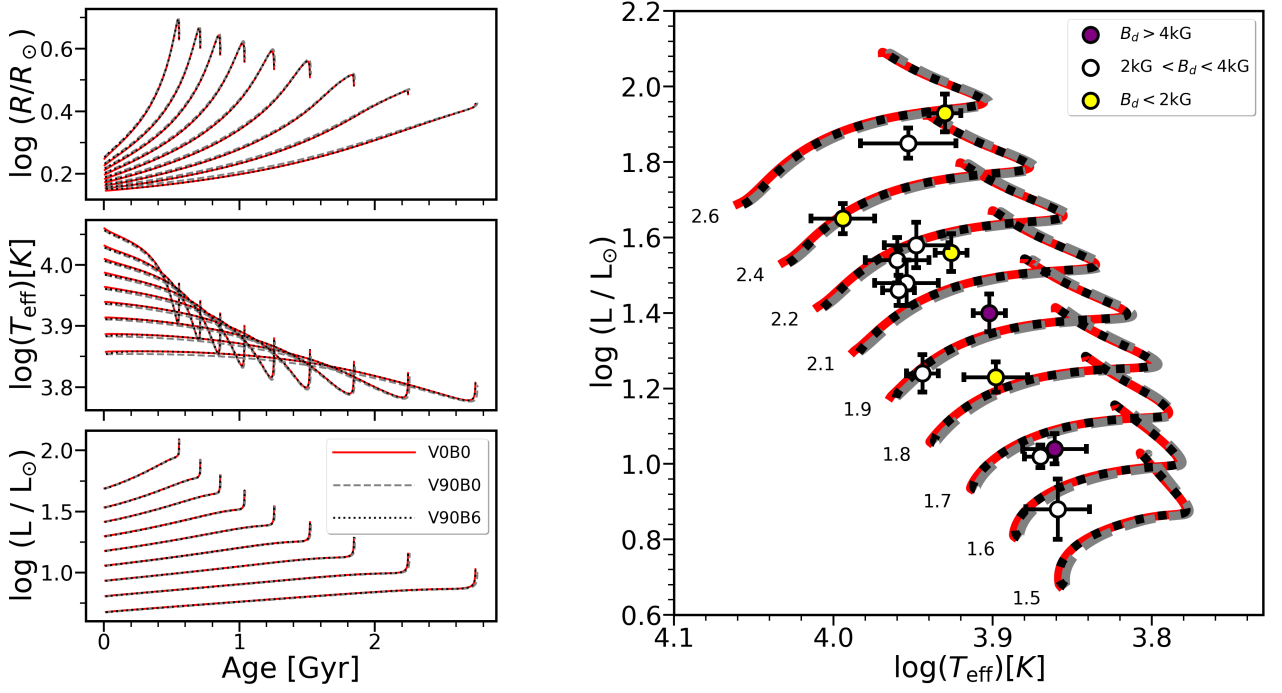 log (R/R☉)
0.6
0.4
0.2
log(Teff)[K]
4.0
3.9
3.8
log (L / L☉)
2.0
1.5
1.0
V0B0
V90B0
V90B6
0
1
2
Age [Gyr]
log (L / L☉)
2.2
2.0
1.8
1.6
1.4
1.2
1.0
0.8
0.6
Bd > 4kG
2kG < Bd < 4kG
Bd < 2kG
2.6
2.4
2.2
2.1
1.9
1.8
1.7
1.6
1.5
4.1
4.0
3.9
3.8
log(Teff)[K]